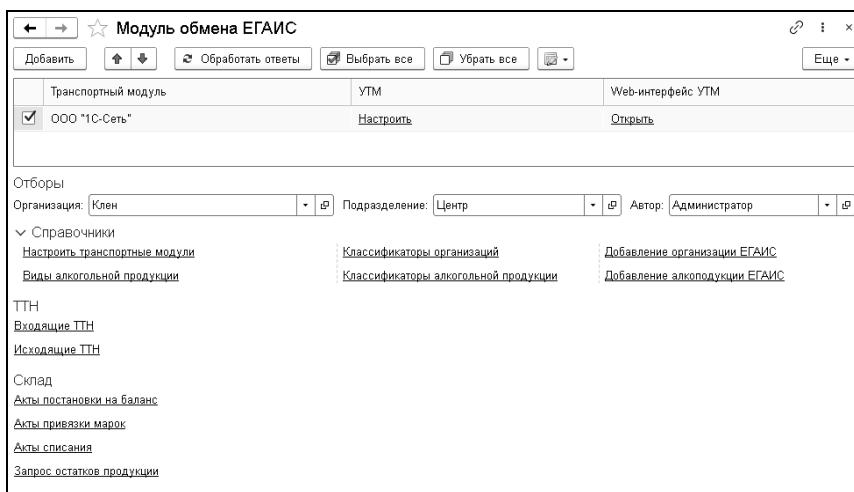 Модуль обмена ЕГАИС
Добавить Обработать ответы Выбрать все Убрать все Еще
Транспортный модуль УТМ Web-интерфейс УТМ
ООО "1С-Сеть" Настроить Открыть
Отборы
Организация: Клен Подразделение: Центр Автор: Администратор
Справочники
Настроить транспортные модули Классификаторы организаций Добавление организации ЕГАИС
Виды алкогольной продукции Классификаторы алкогольной продукции Добавление алкоподукции ЕГАИС
ТТН
Входящие ТТН
Исходящие ТТН
Склад
Акты постановки на баланс
Акты привязки марок
Акты списания
Запрос остатков продукции